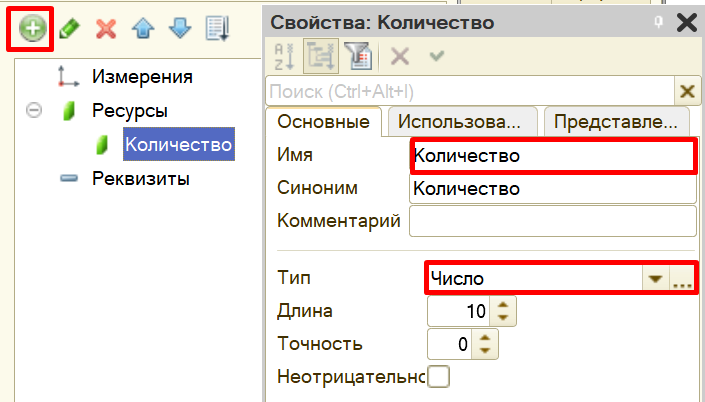 Свойства: Количество
Поиск (Ctrl+Alt+I)
Измерения
Ресурсы
Количество
Реквизиты
Основные
Использова...
Представле...
Имя
Количество
Синоним
Количество
Комментарий
Тип
Число
...
Длина
10
Точность
0
Неотрицательно